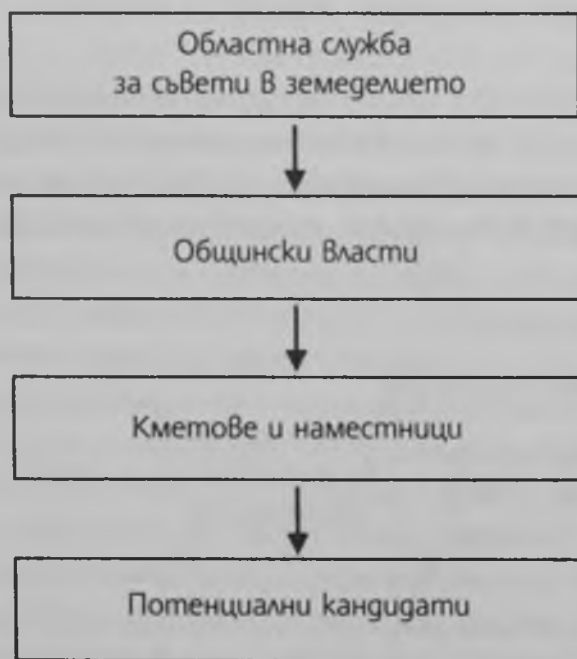 Областна служба
за съвети в земеделието
Общински власти
Кметове и наместници
Потенциални кандидати